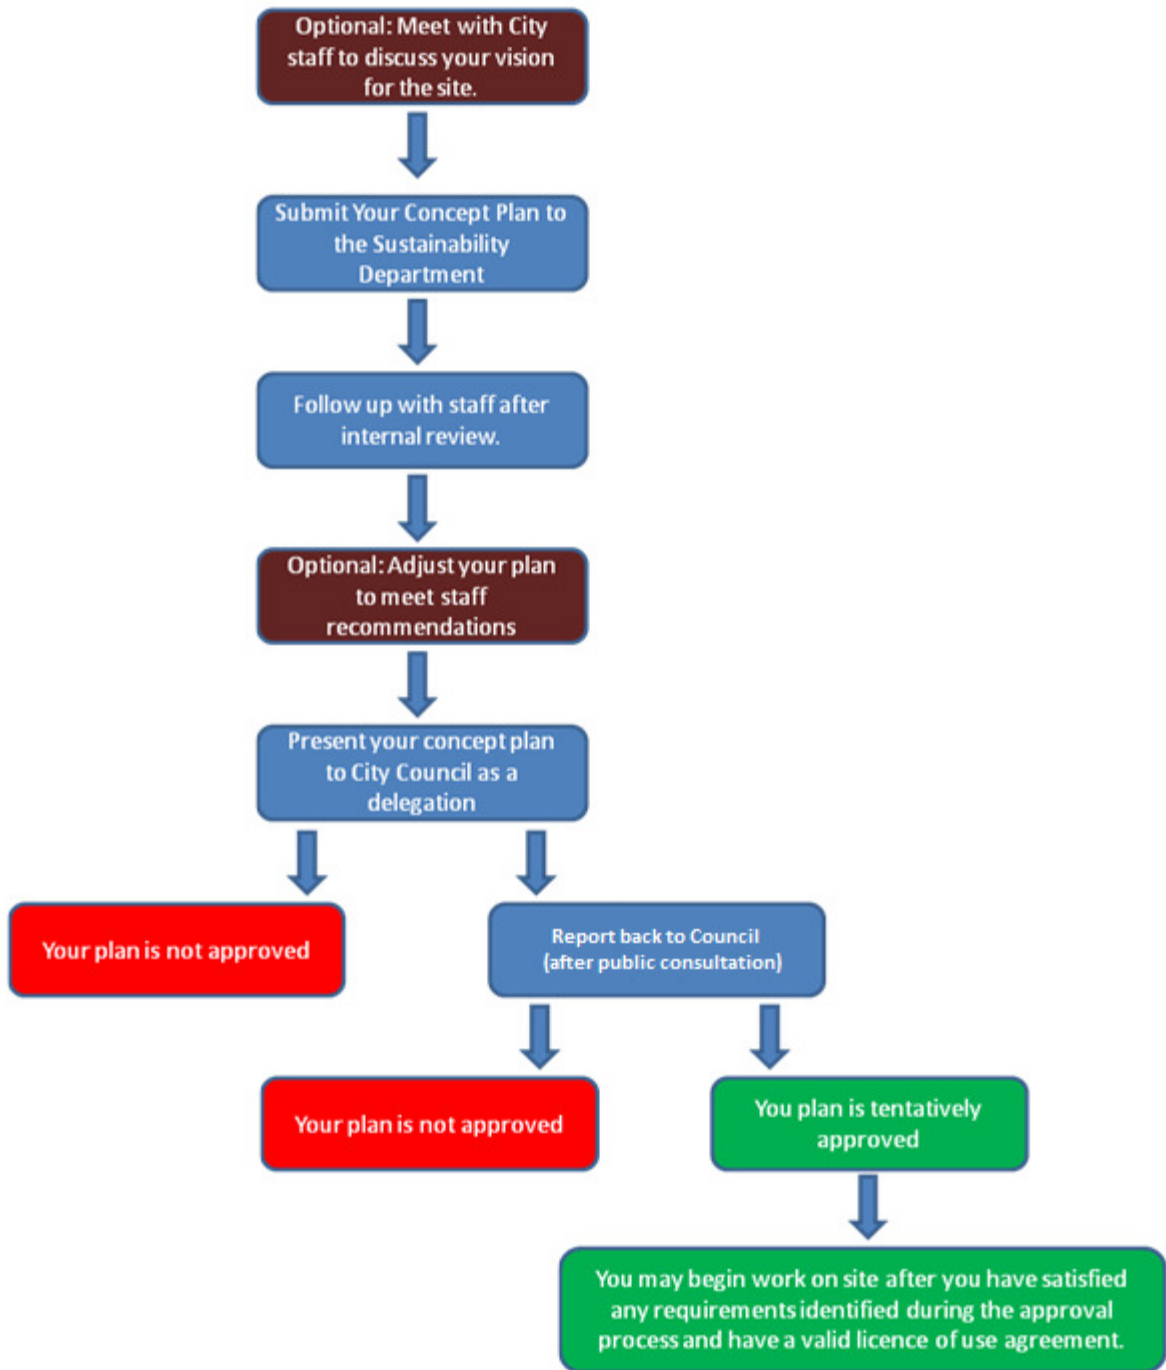 Optional: Meet with City
staff to discuss your vision
for the site.
Submit Your Concept Plan to
the Sustainability
Department
Follow up with staff after
internal review.
Optional: Adjust your plan
to meet staff
recommendations
Present your concept plan
to City Council as a
delegation
Your plan is not approved
Report back to Council
(after public consultation)
Your plan is not approved
You plan is tentatively
approved
You may begin work on site after you have satisfied
any requirements identified during the approval
process and have a valid licence of use agreement.